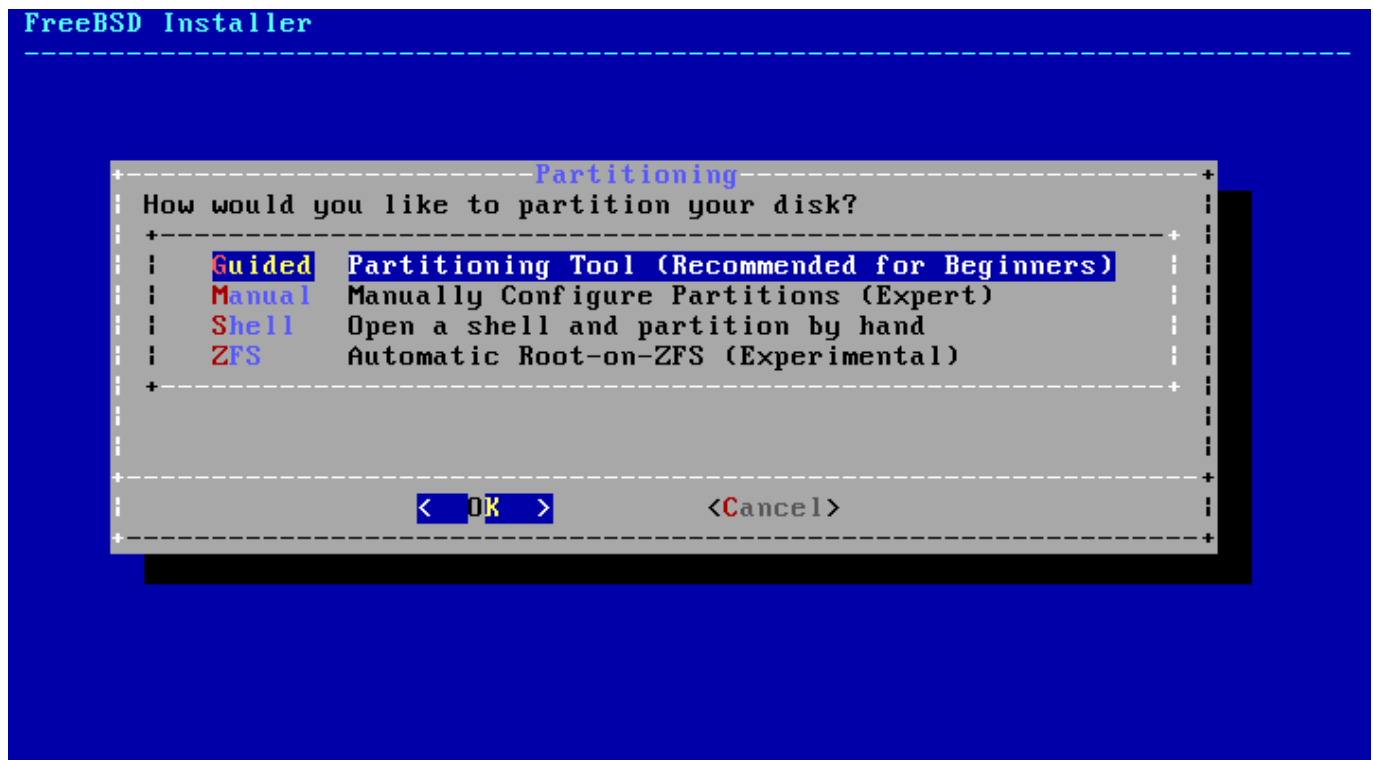 FreeBSD Installer
Partitioning
How would you like to partition your disk?
Guided Partitioning Tool (Recommended for Beginners)
Manual Manually Configure Partitions (Expert)
Shell Open a shell and partition by hand
ZFS Automatic Root-on-ZFS (Experimental)
< OK > <Cancel>